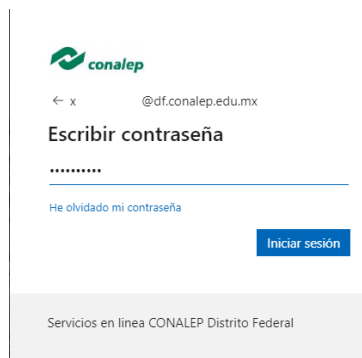 conalep
← x @df.conalep.edu.mx
Escribir contraseña
••••••••••
He olvidado mi contraseña
Iniciar sesión
Servicios en linea CONALEP Distrito Federal